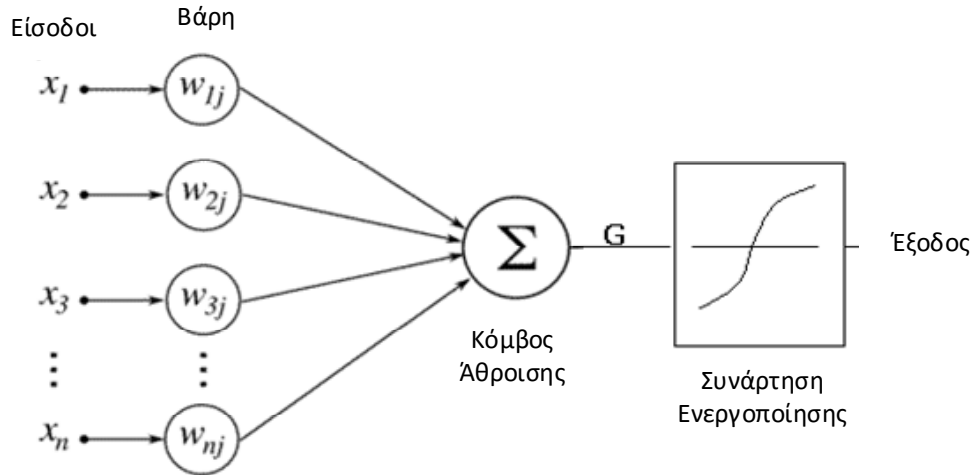 Είσοδοι
Βάρη
x1
w1j
x2
w2j
x3
w3j
xn
wnj
Σ
Κόμβος
Άθροισης
G
Συνάρτηση
Ενεργοποίησης
Έξοδος